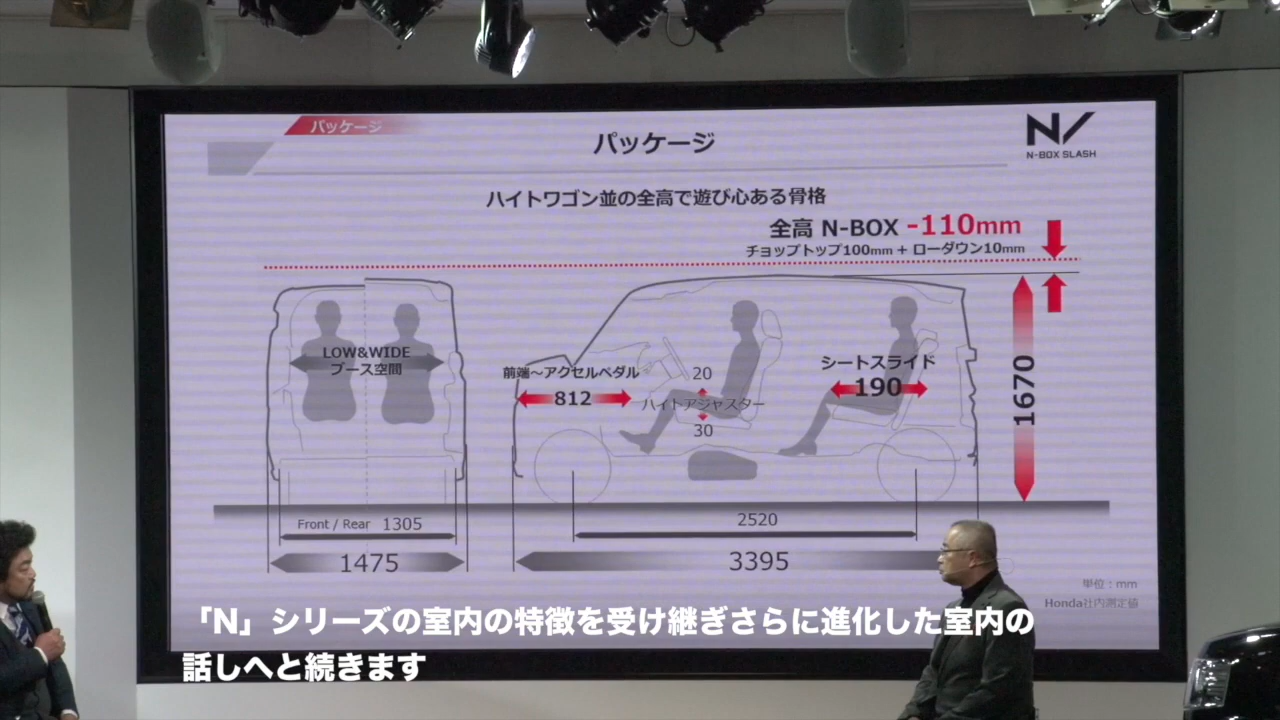 パッケージ
パッケージ
N/
N-BOX SLASH
ハイトワゴン並の全高で遊び心ある骨格
全高 N-BOX -110mm
チョップトップ100mm + ローダウン10mm
LOW&WIDE
ブース空間
前端～アクセルペダル
812
20
ハイトアジャスター
30
シートスライド
190
1670
Front / Rear 1305
1475
2520
3395
単位：mm
Honda社内測定値
「N」シリーズの室内の特徴を受け継ぎさらに進化した室内の
話しへと続きます